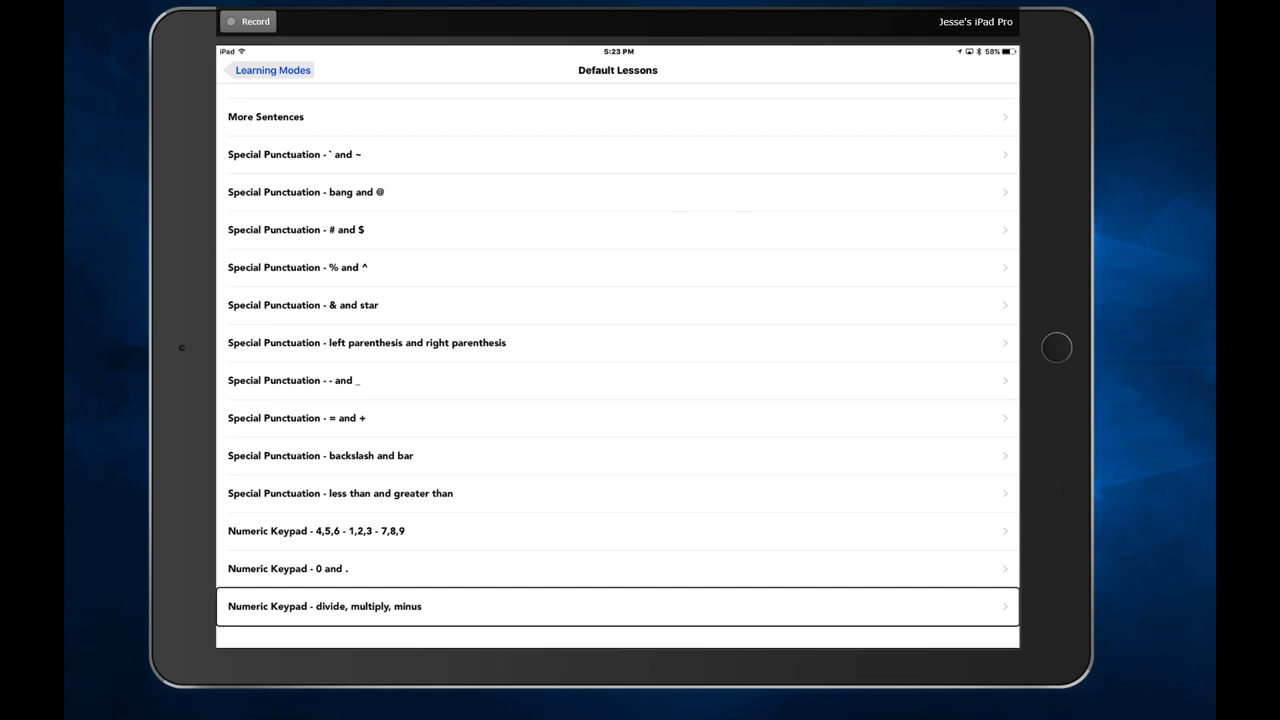 Record
Jesse's iPad Pro
iPad
5:23 PM
58%
Learning Modes
Default Lessons
More Sentences
Special Punctuation - ` and ~
Special Punctuation - bang and @
Special Punctuation - # and $
Special Punctuation - % and ^
Special Punctuation - & and star
Special Punctuation - left parenthesis and right parenthesis
Special Punctuation - - and _
Special Punctuation - = and +
Special Punctuation - backslash and bar
Special Punctuation - less than and greater than
Numeric Keypad - 4,5,6 - 1,2,3 - 7,8,9
Numeric Keypad - 0 and .
Numeric Keypad - divide, multiply, minus